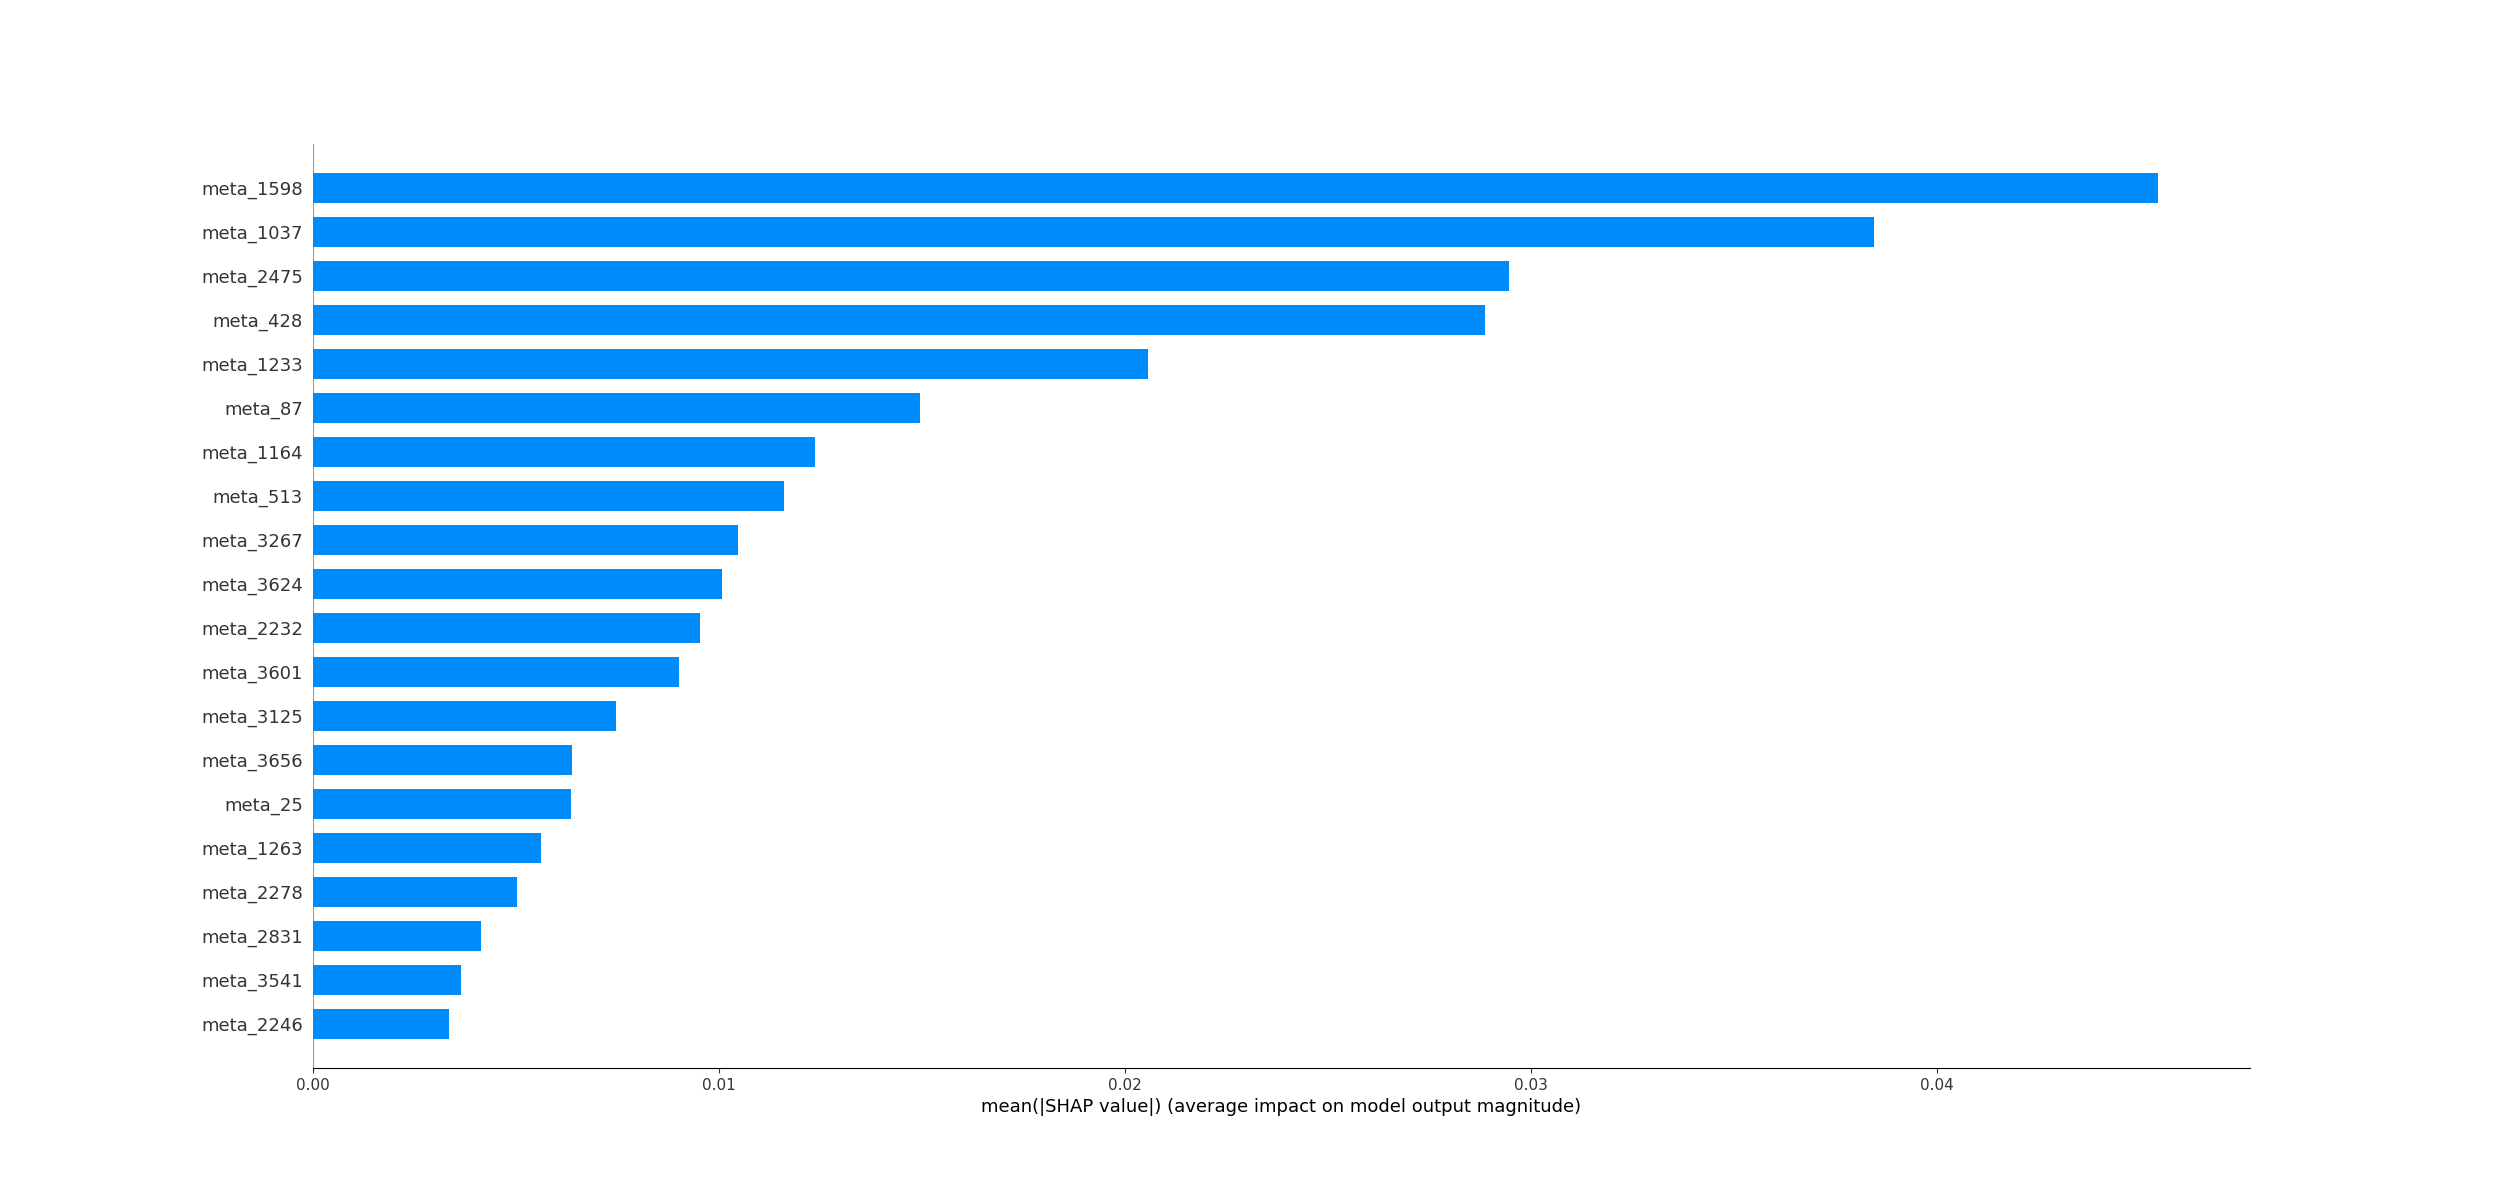 meta_1598
meta_1037
meta_2475
meta_428
meta_1233
meta_87
meta_1164
meta_513
meta_3267
meta_3624
meta_2232
meta_3601
meta_3125
meta_3656
meta_25
meta_1263
meta_2278
meta_2831
meta_3541
meta_2246
0.00 0.01 0.02 0.03 0.04
mean(|SHAP value|) (average impact on model output magnitude)